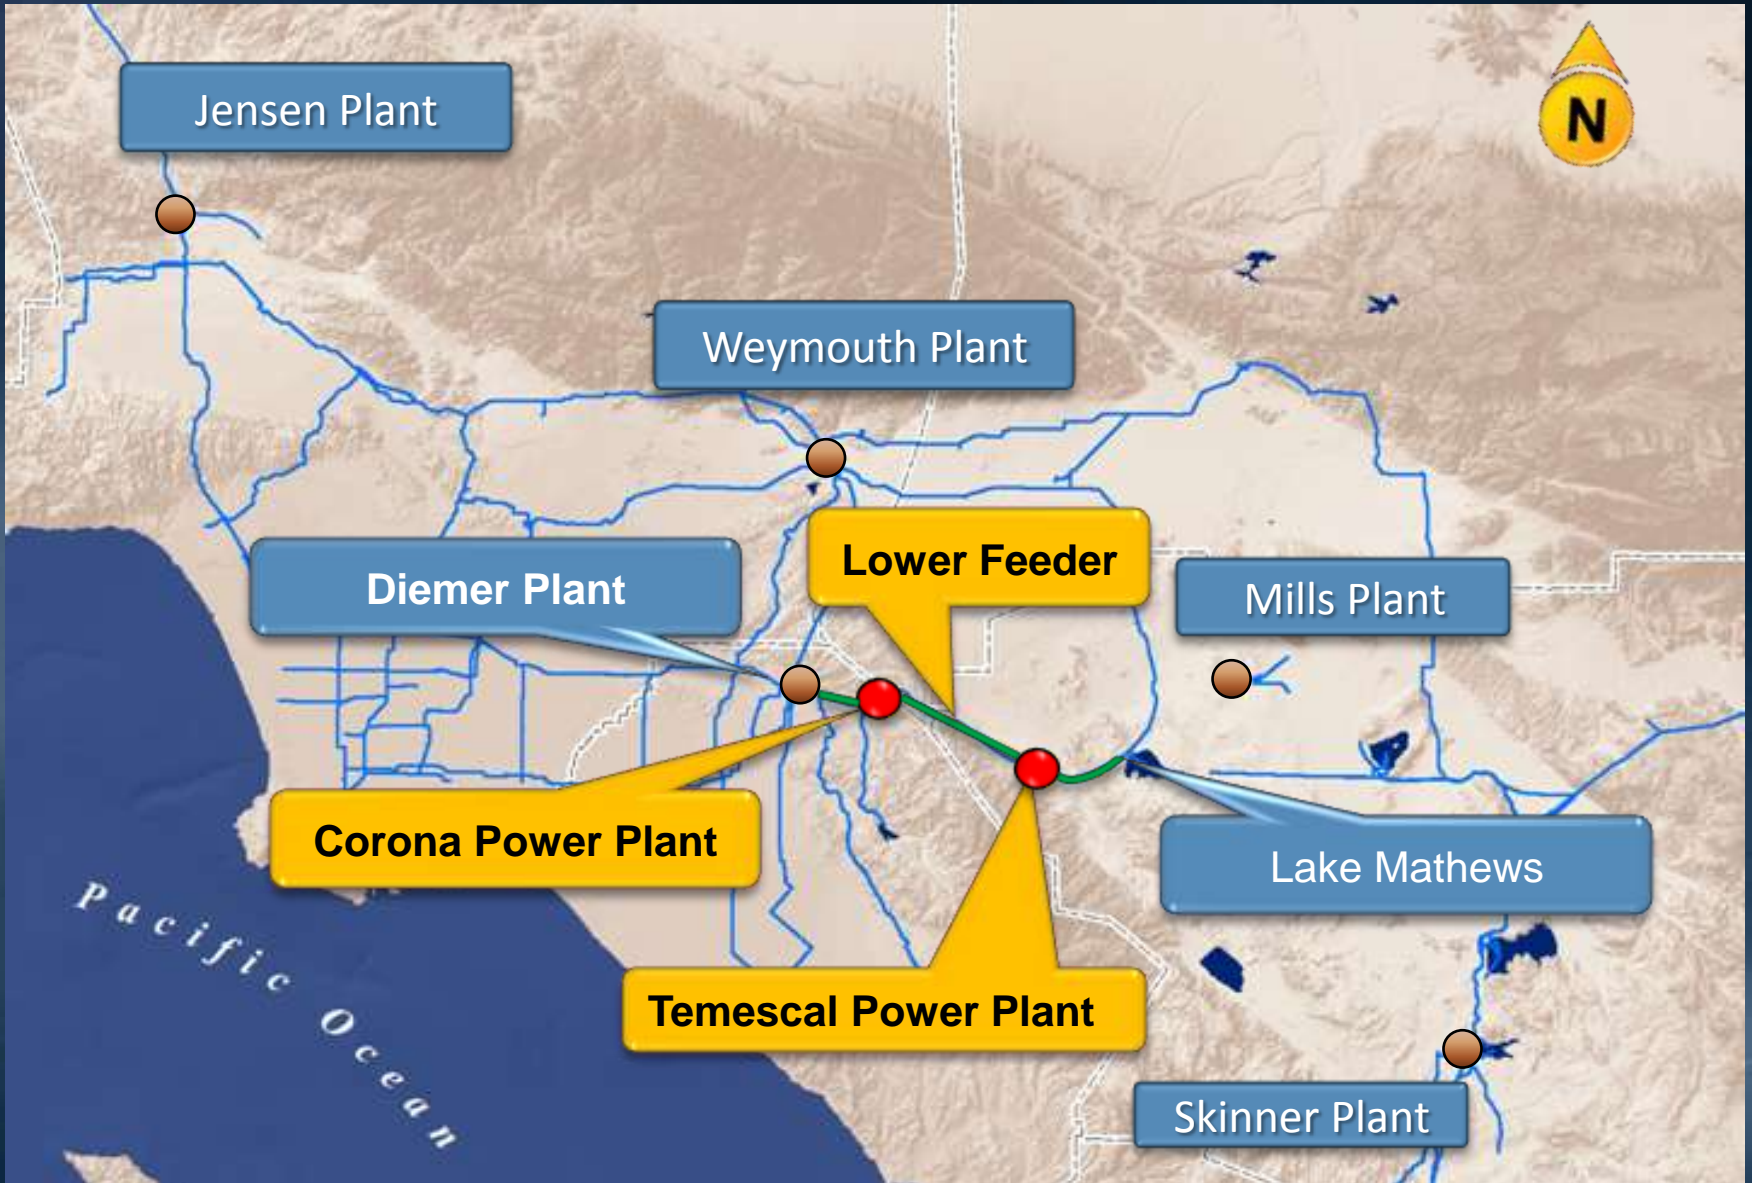 Jensen Plant
N
Weymouth Plant
Lower Feeder
Diemer Plant
Mills Plant
Corona Power Plant
Lake Mathews
Pacific Ocean
Temescal Power Plant
Skinner Plant